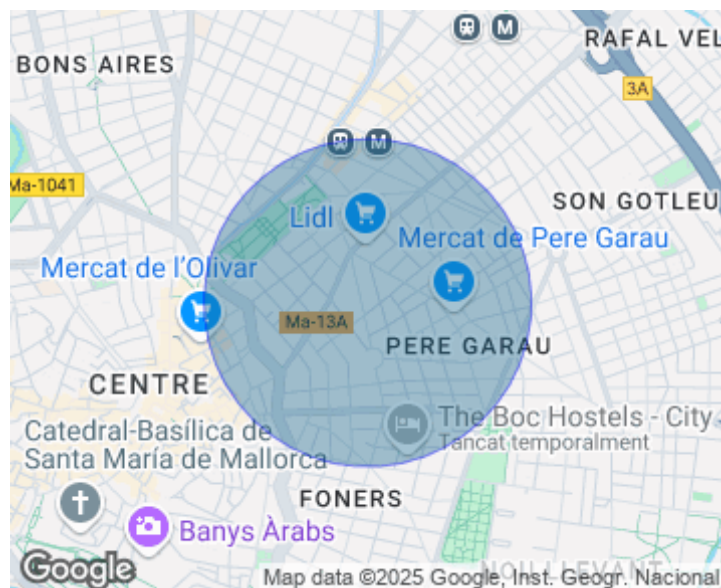 M
RAFAL VEL
BONS AIRES
3A
M
Ma-1041
SON GOTLEU
Lidl
Mercat de Pere Garau
Mercat de l'Olivar
Ma-13A
PERE GARAU
CENTRE
The Boc Hostels - City
Tancat temporalment
Catedral-Basílica de
Santa María de Mallorca
FONERS
Banys Àrabs
Google
Map data ©2025 Google, Inst. Geogr. Nacional